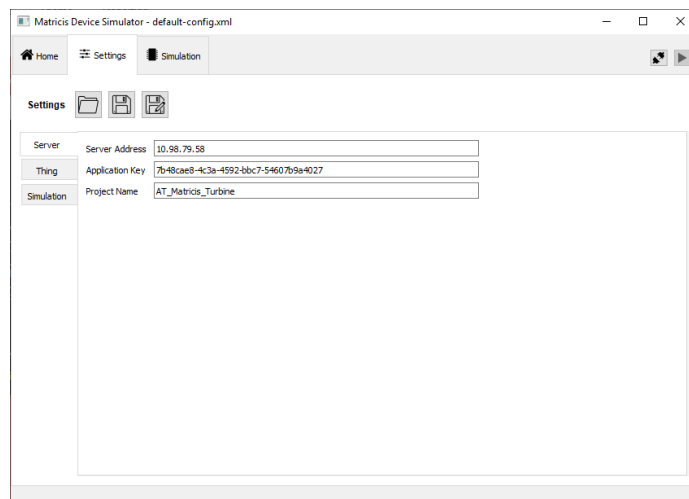 Matricis Device Simulator - default-config.xml
Home Settings Simulation
Settings
Server
Server Address 10.98.79.58
Thing
Application Key 7b48cae8-4c3a-4592-bbc7-54607b9a4027
Simulation
Project Name AT_Matricis_Turbine